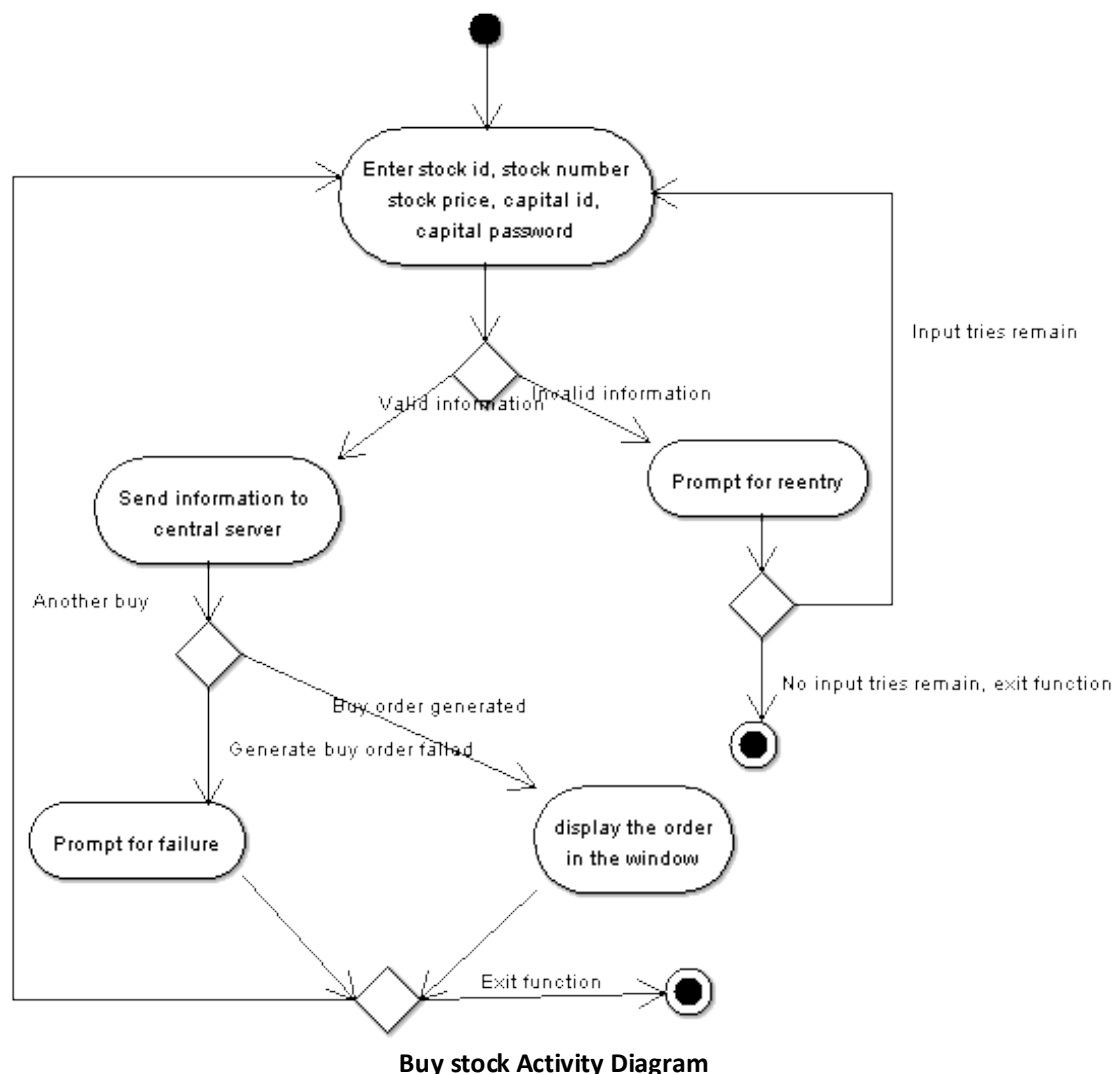 Enter stock id, stock number
stock price, capital id,
capital password
Input tries remain
Valid information
Invalid information
Prompt for reentry
Send information to
central server
Another buy
No input tries remain, exit function
Buy order generated
Generate buy order failed
Prompt for failure
display the order
in the window
Exit function
Buy stock Activity Diagram